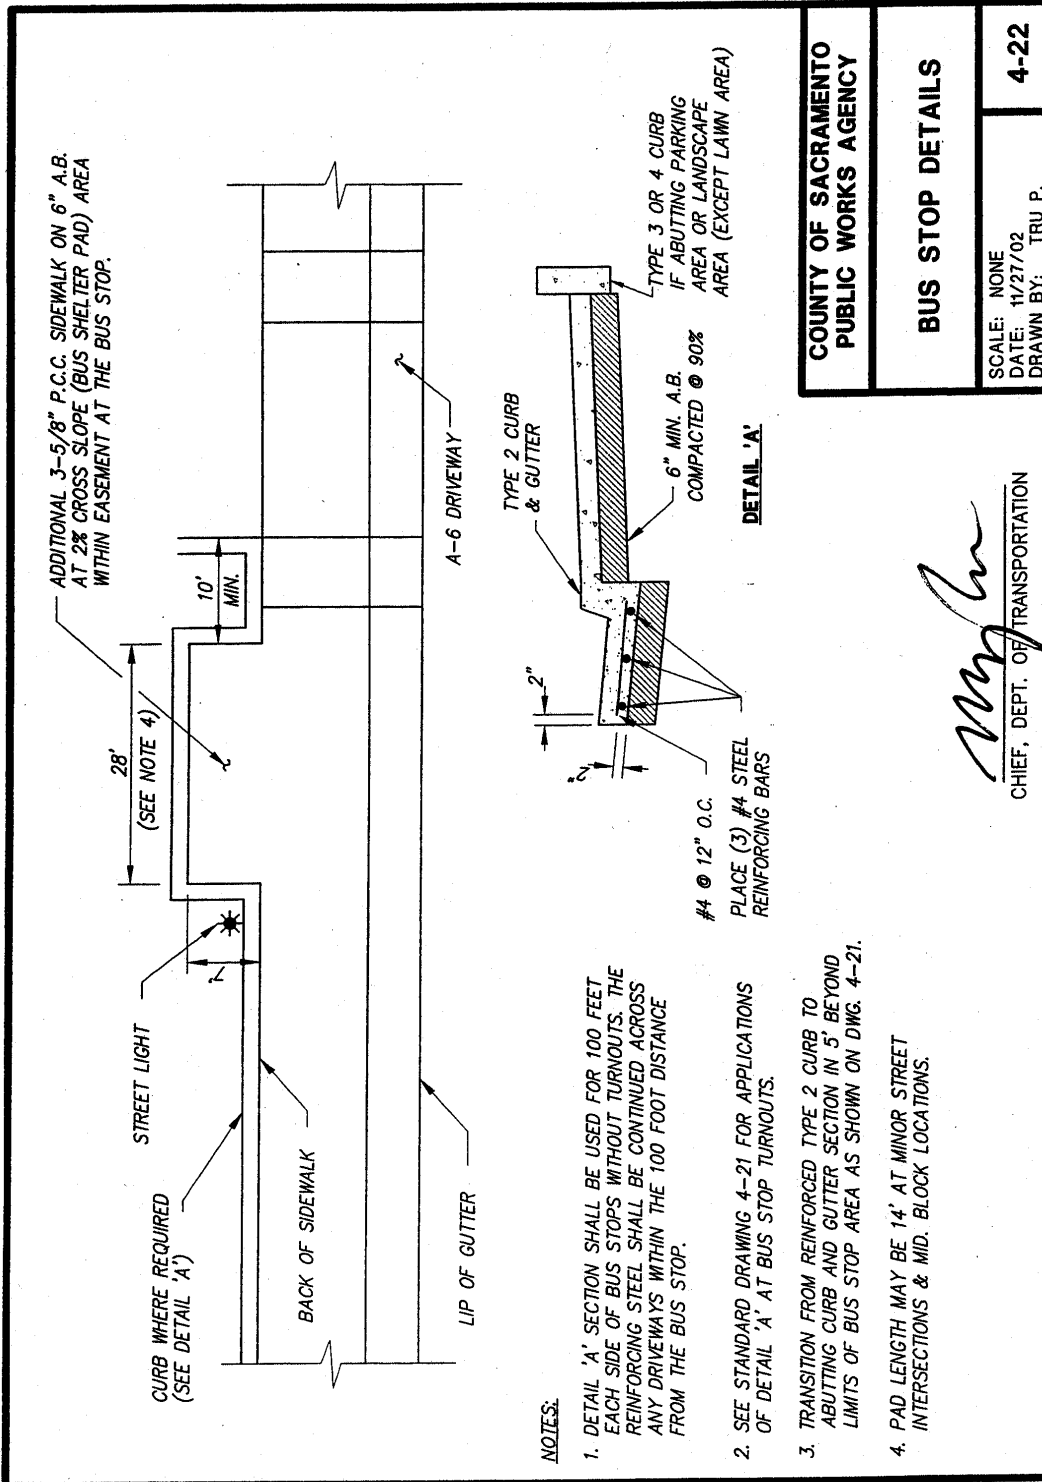 ADDITIONAL 3-5/8" P.C.C. SIDEWALK ON 6" A.B.
AT 2% CROSS SLOPE (BUS SHELTER PAD) AREA
WITHIN EASEMENT AT THE BUS STOP.
28'
(SEE NOTE 4)
10'
MIN.
STREET LIGHT
7'
CURB WHERE REQUIRED
(SEE DETAIL 'A')
BACK OF SIDEWALK
LIP OF GUTTER
A-6 DRIVEWAY
TYPE 2 CURB
& GUTTER
2"
2"
#4 @ 12" O.C.
PLACE (3) #4 STEEL
REINFORCING BARS
6" MIN. A.B.
COMPACTED @ 90%
TYPE 3 OR 4 CURB
IF ABUTTING PARKING
AREA OR LANDSCAPE
AREA (EXCEPT LAWN AREA)
DETAIL 'A'
NOTES:
1. DETAIL 'A' SECTION SHALL BE USED FOR 100 FEET
EACH SIDE OF BUS STOPS WITHOUT TURNOUTS. THE
REINFORCING STEEL SHALL BE CONTINUED ACROSS
ANY DRIVEWAYS WITHIN THE 100 FOOT DISTANCE
FROM THE BUS STOP.
2. SEE STANDARD DRAWING 4-21 FOR APPLICATIONS
OF DETAIL 'A' AT BUS STOP TURNOUTS.
3. TRANSITION FROM REINFORCED TYPE 2 CURB TO
ABUTTING CURB AND GUTTER SECTION IN 5' BEYOND
LIMITS OF BUS STOP AREA AS SHOWN ON DWG. 4-21.
4. PAD LENGTH MAY BE 14' AT MINOR STREET
INTERSECTIONS & MID. BLOCK LOCATIONS.
CHIEF, DEPT. OF TRANSPORTATION
COUNTY OF SACRAMENTO
PUBLIC WORKS AGENCY
BUS STOP DETAILS
SCALE: NONE
DATE: 11/27/02
DRAWN BY: TRU P.
4-22